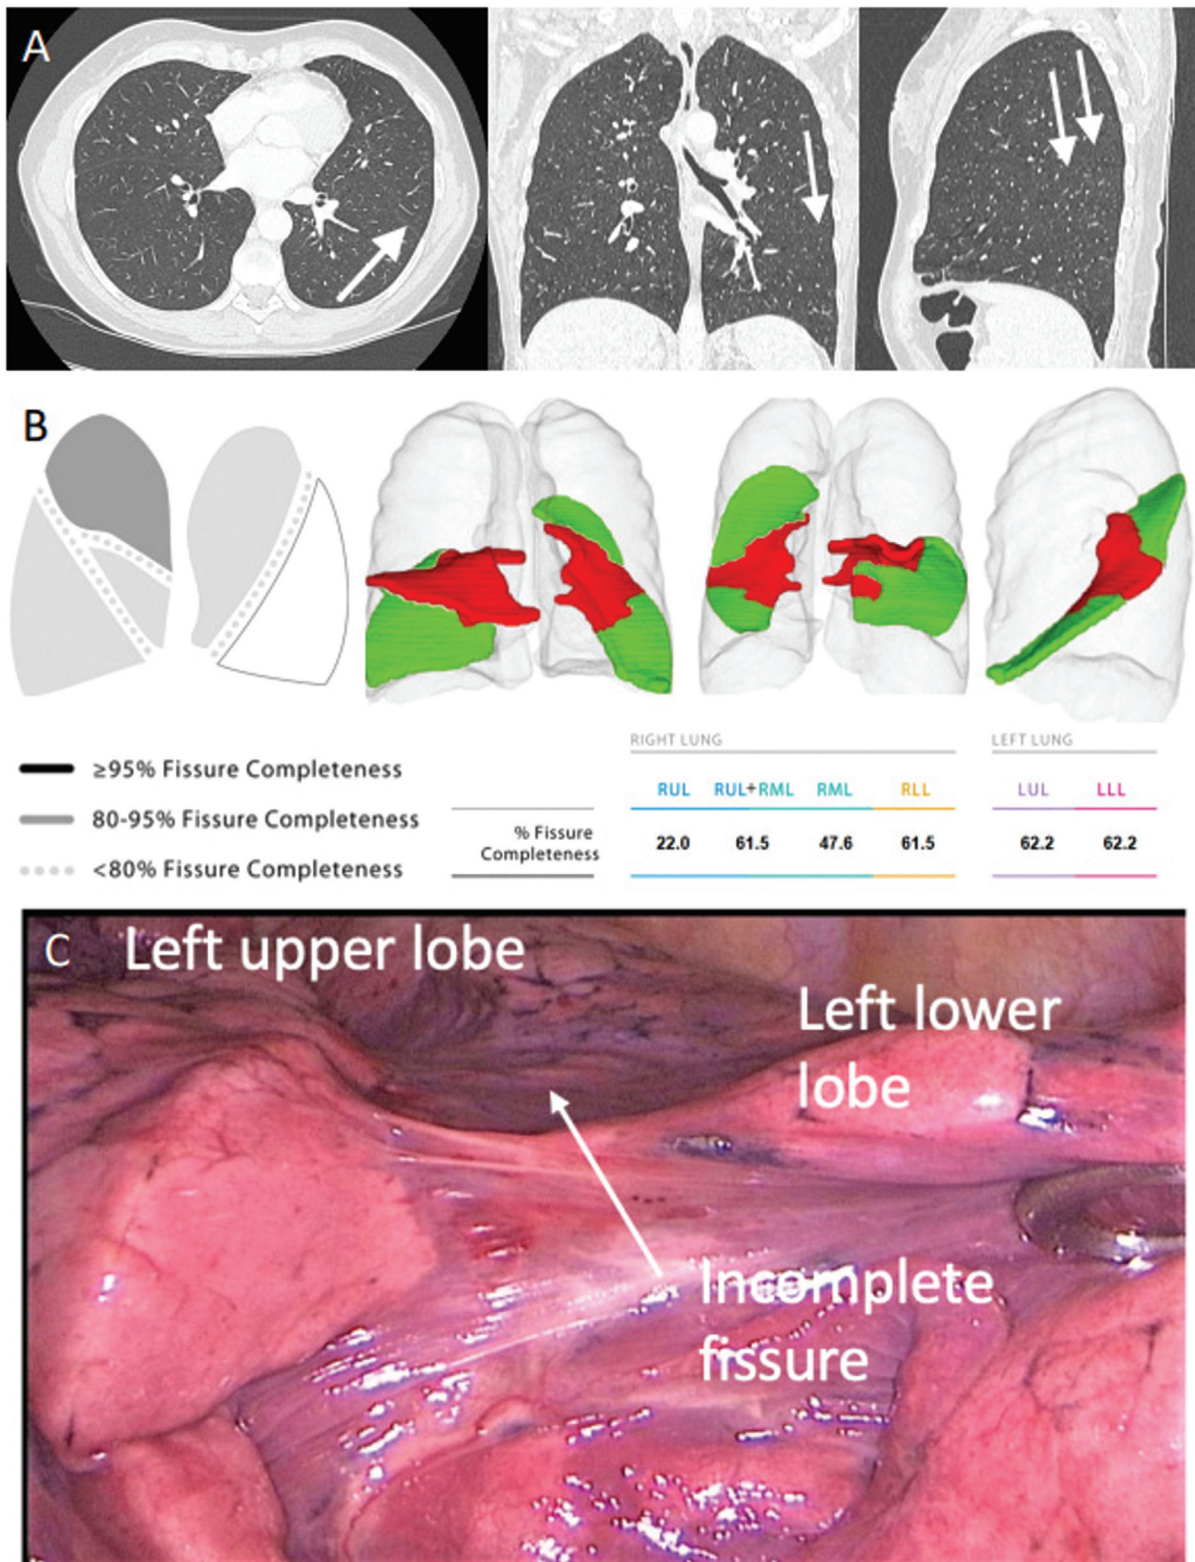 A
B
≥95% Fissure Completeness
80-95% Fissure Completeness
<80% Fissure Completeness
RIGHT LUNG
LEFT LUNG
RUL RUL+RML RML RLL LUL LLL
% Fissure
Completeness
22.0 61.5 47.6 61.5 62.2 62.2
C
Left upper lobe
Left lower
lobe
Incomplete
fissure